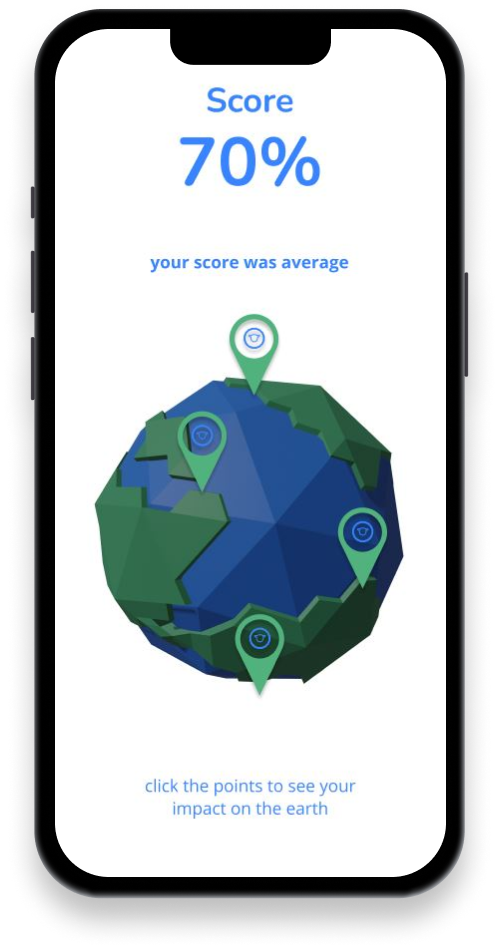 Score
70%
your score was average
click the points to see your
impact on the earth